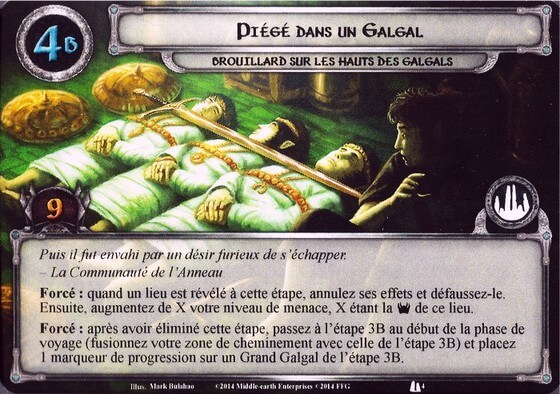 4B
Piégé dans un Galgal
Brouillard sur les Hauts des Galgals
9
Puis il fut envahi par un désir furieux de s'échapper.
– La Communauté de l'Anneau
Forcé : quand un lieu est révélé à cette étape, annulez ses effets et défaussez-le.
Ensuite, augmentez de X votre niveau de menace, X étant la de ce lieu.
Forcé : après avoir éliminé cette étape, passez à l'étape 3B au début de la phase de
voyage (fusionnez votre zone de cheminement avec celle de l'étape 3B) et placez
1 marqueur de progression sur un Grand Galgal de l'étape 3B.
Illus. Mark Bulahao ©2014 Middle-earth Enterprises ©2014 FFG 4